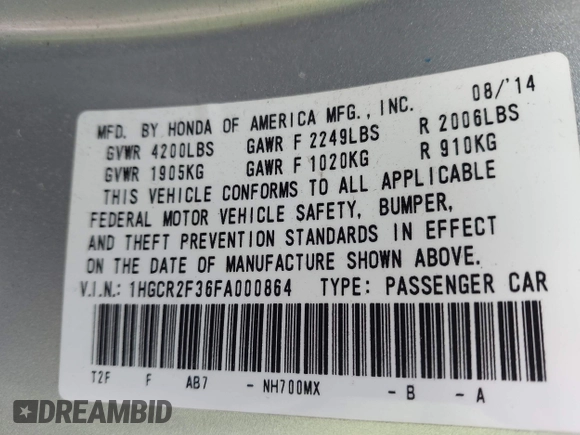 08/'14
MFD. BY HONDA OF AMERICA MFG., INC.
GVWR 4200LBS GAWR F 2249LBS R 2006LBS
GVWR 1905KG GAWR F 1020KG R 910KG
THIS VEHICLE CONFORMS TO ALL APPLICABLE
FEDERAL MOTOR VEHICLE SAFETY, BUMPER,
AND THEFT PREVENTION STANDARDS IN EFFECT
ON THE DATE OF MANUFACTURE SHOWN ABOVE.
V.I.N.: 1HGCR2F36FA000864 TYPE: PASSENGER CAR
T2F F AB7 - NH700MX - B - A
DREAMBID